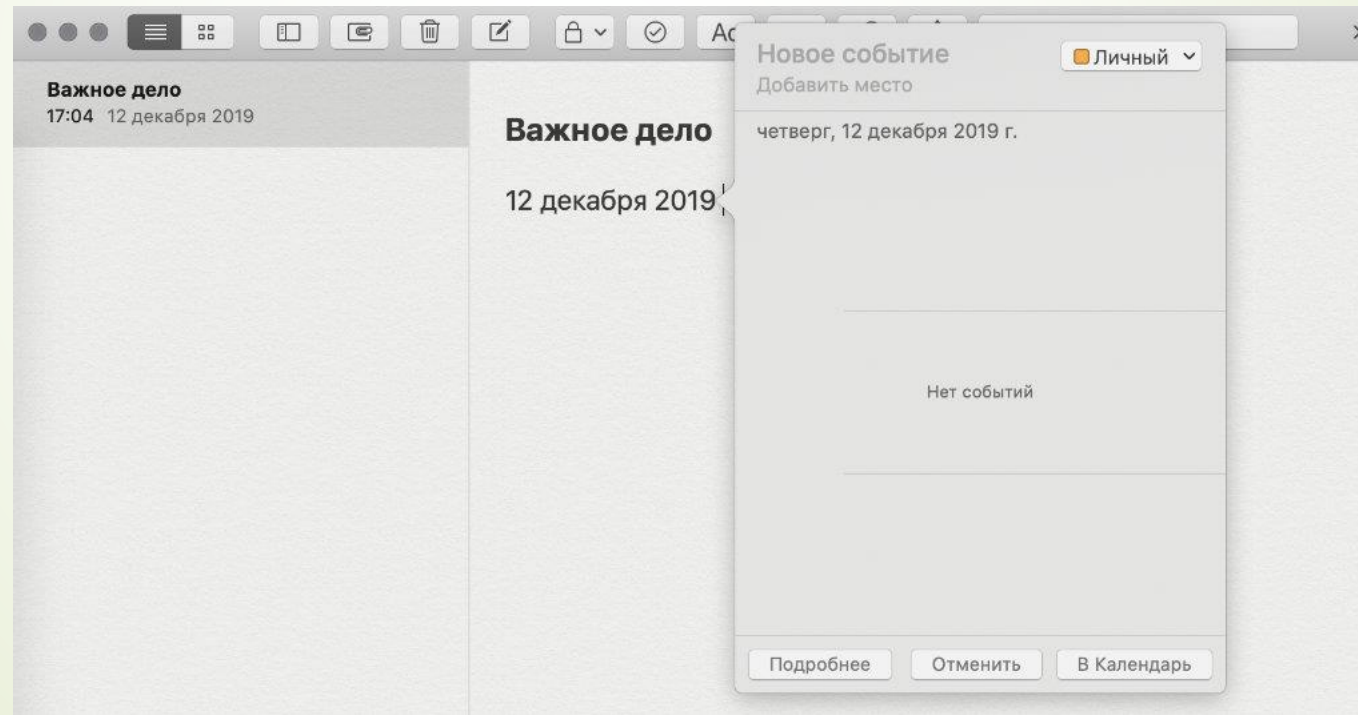 Важное дело
17:04 12 декабря 2019
Важное дело
12 декабря 2019
Новое событие
Личный
Добавить место
четверг, 12 декабря 2019 г.
Нет событий
Подробнее
Отменить
В Календарь